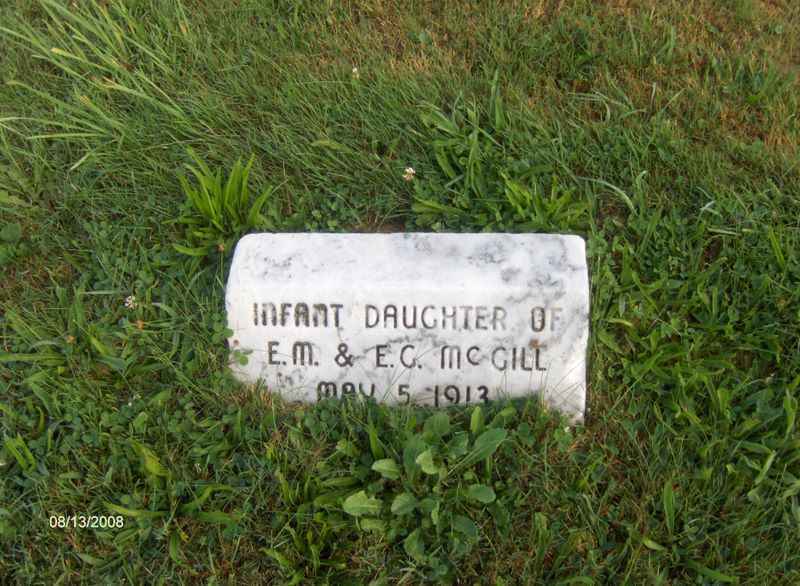 INFANT DAUGHTER OF
E.M. & E.G. MCGILL
MAY 5 1913
08/13/2008